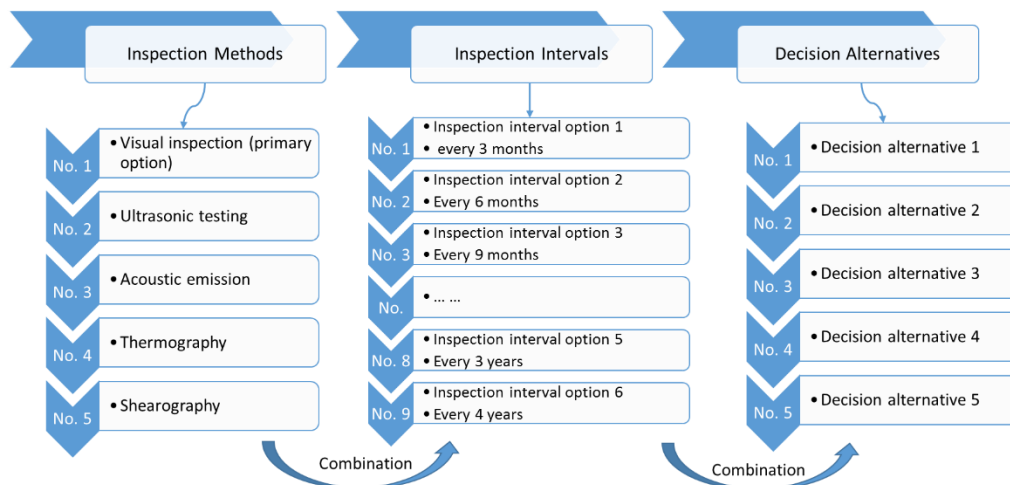 Inspection Methods
No. 1
• Visual inspection (primary
option)
No. 2
• Ultrasonic testing
No. 3
• Acoustic emission
No. 4
• Thermography
No. 5
• Shearography
Combination
Inspection Intervals
No. 1
• Inspection interval option 1
• every 3 months
No. 2
• Inspection interval option 2
• Every 6 months
No. 3
• Inspection interval option 3
• Every 9 months
No.
• ... ...
No. 8
• Inspection interval option 5
• Every 3 years
No. 9
• Inspection interval option 6
• Every 4 years
Combination
Decision Alternatives
No. 1
• Decision alternative 1
No. 2
• Decision alternative 2
No. 3
• Decision alternative 3
No. 4
• Decision alternative 4
No. 5
• Decision alternative 5